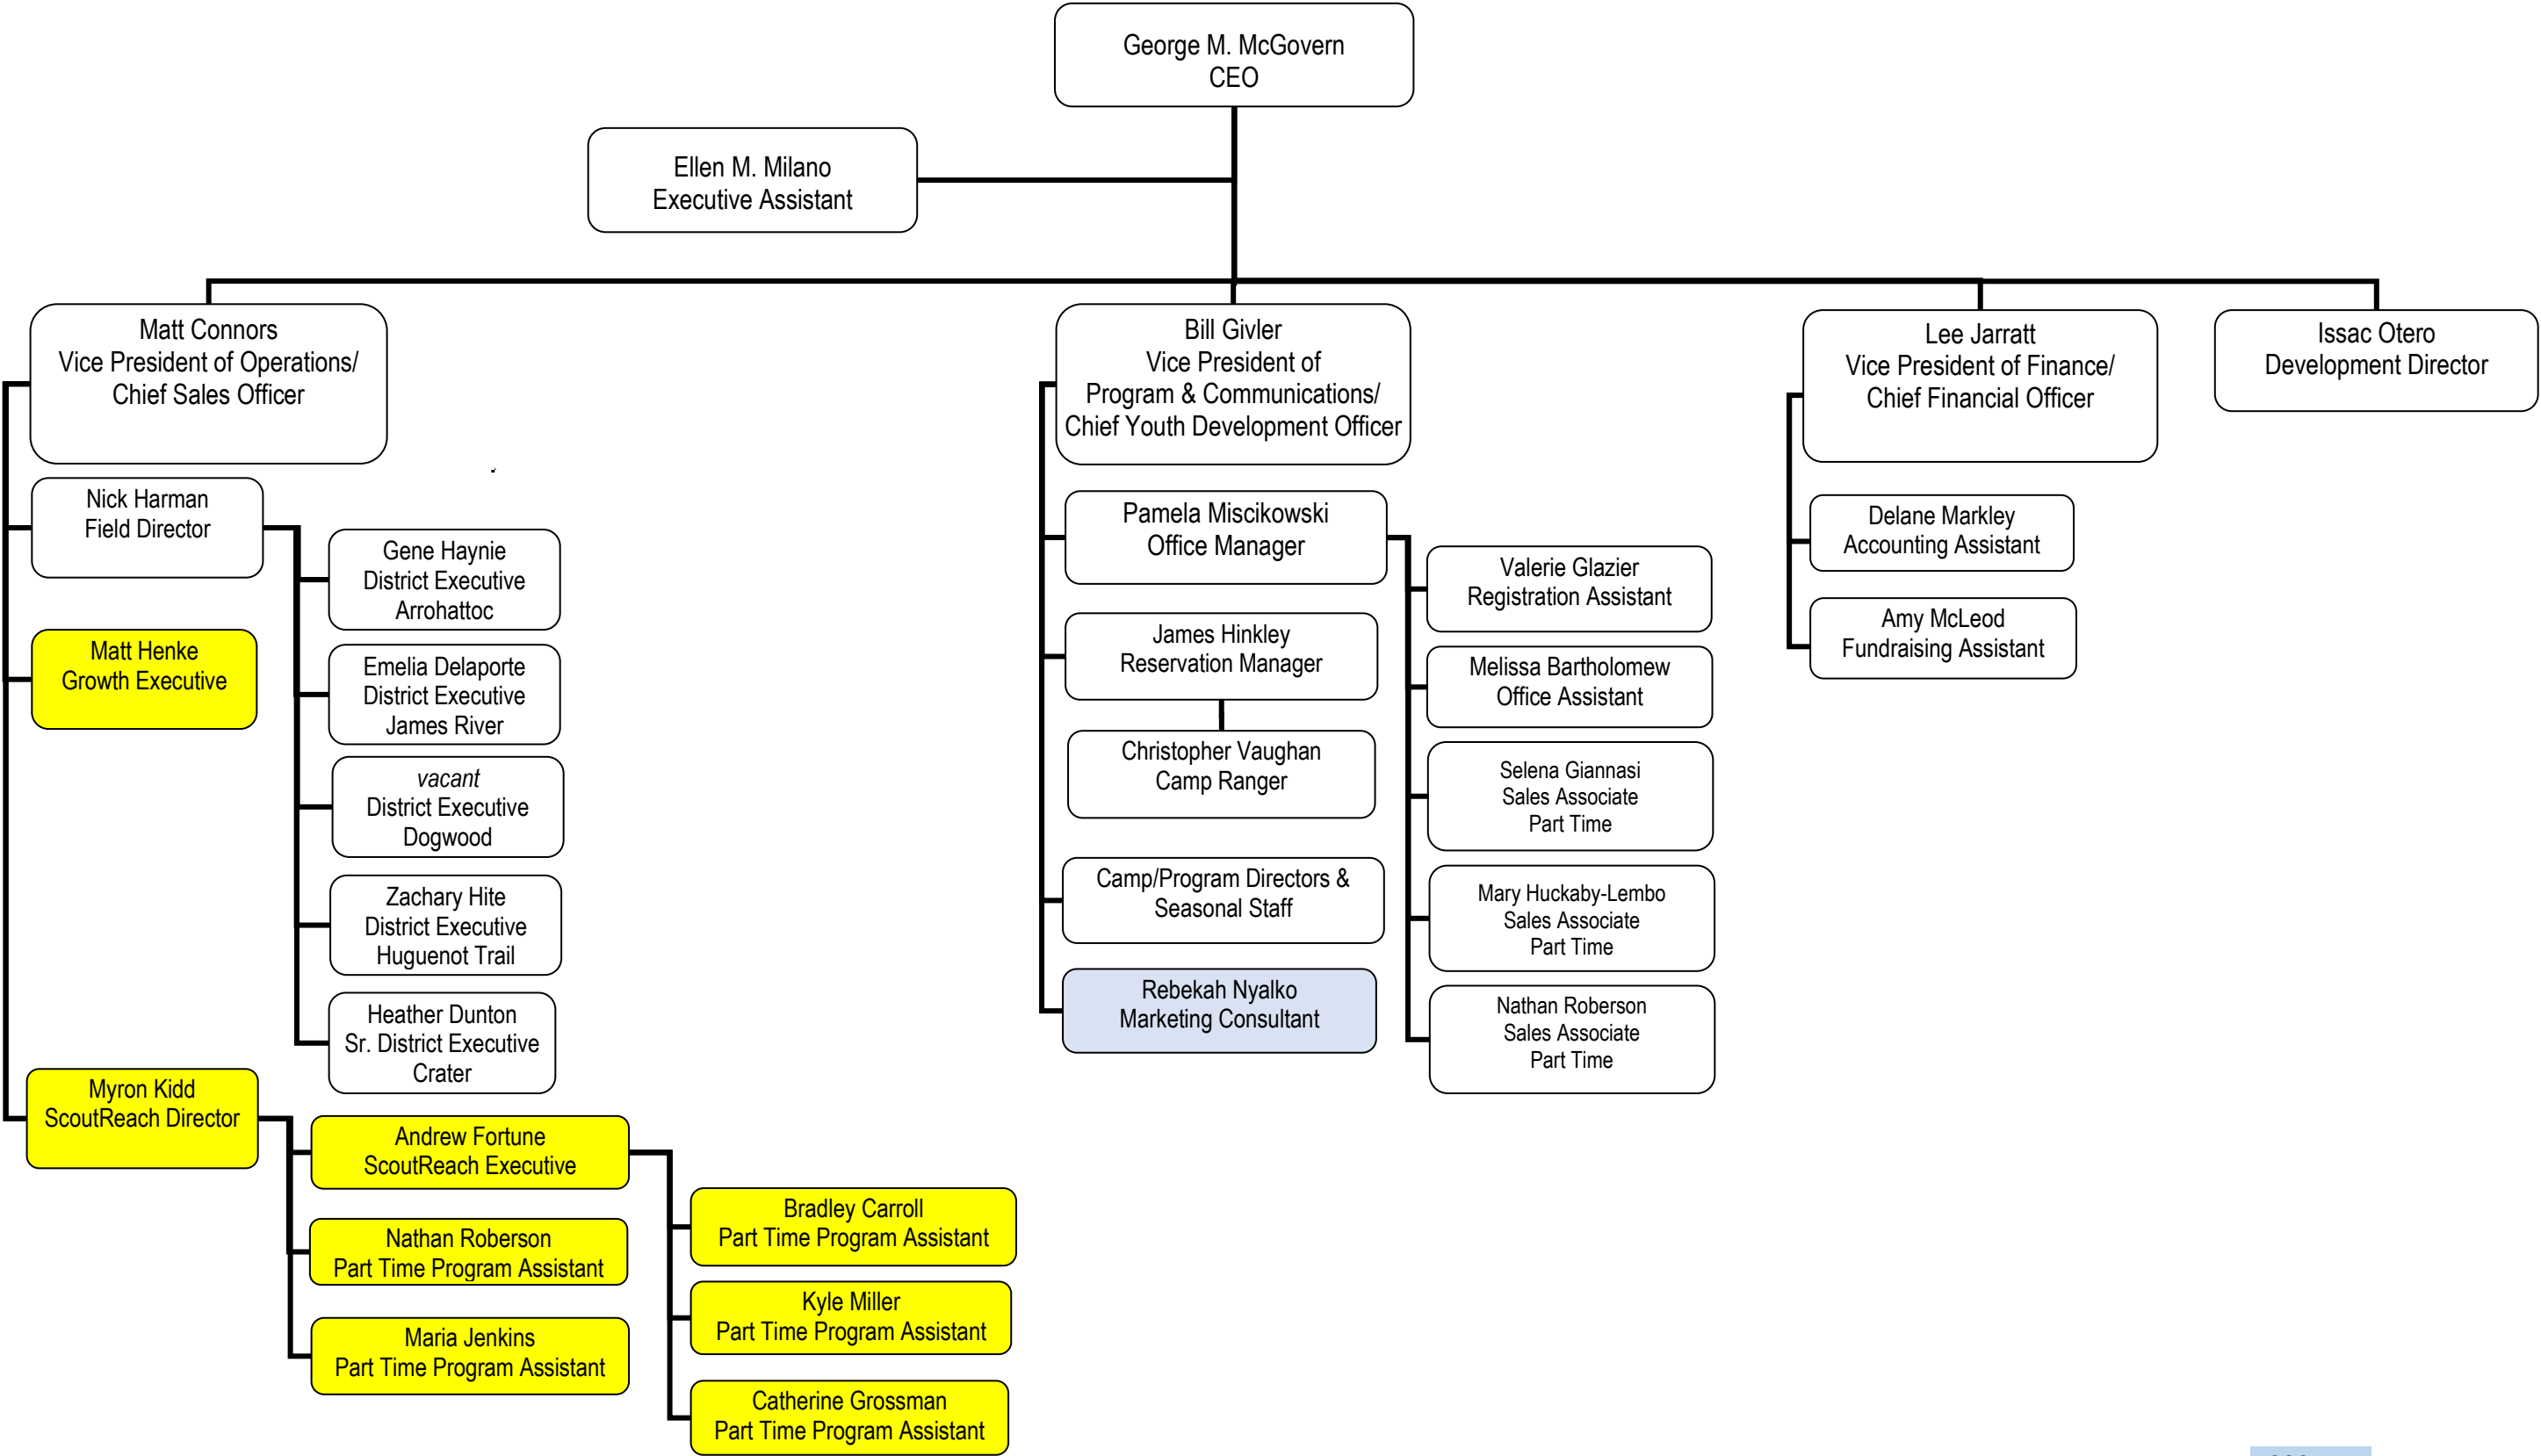 George M. McGovern
CEO
Ellen M. Milano
Executive Assistant
Matt Connors
Vice President of Operations/
Chief Sales Officer
Nick Harman
Field Director
Gene Haynie
District Executive
Arrohattoc
Emelia Delaporte
District Executive
James River
vacant
District Executive
Dogwood
Zachary Hite
District Executive
Huguenot Trail
Heather Dunton
Sr. District Executive
Crater
Matt Henke
Growth Executive
Myron Kidd
ScoutReach Director
Andrew Fortune
ScoutReach Executive
Nathan Roberson
Part Time Program Assistant
Maria Jenkins
Part Time Program Assistant
Bradley Carroll
Part Time Program Assistant
Kyle Miller
Part Time Program Assistant
Catherine Grossman
Part Time Program Assistant
Bill Givler
Vice President of
Program & Communications/
Chief Youth Development Officer
Pamela Miscikowski
Office Manager
James Hinkley
Reservation Manager
Christopher Vaughan
Camp Ranger
Camp/Program Directors &
Seasonal Staff
Rebekah Nyalko
Marketing Consultant
Valerie Glazier
Registration Assistant
Melissa Bartholomew
Office Assistant
Selena Giannasi
Sales Associate
Part Time
Mary Huckaby-Lembo
Sales Associate
Part Time
Nathan Roberson
Sales Associate
Part Time
Lee Jarratt
Vice President of Finance/
Chief Financial Officer
Delane Markley
Accounting Assistant
Amy McLeod
Fundraising Assistant
Issac Otero
Development Director